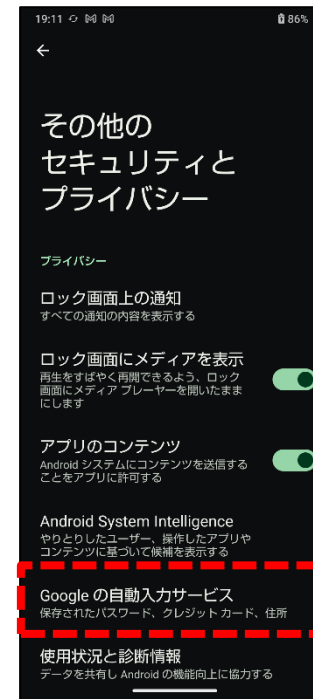 19:11 86%
その他の
セキュリティと
プライバシー
プライバシー
ロック画面上の通知
すべての通知の内容を表示する
ロック画面にメディアを表示
再生をすばやく再開できるよう、ロック
画面にメディア プレーヤーを開いたまま
にします
アプリのコンテンツ
Android システムにコンテンツを送信する
ことをアプリに許可する
Android System Intelligence
やりとりしたユーザー、操作したアプリや
コンテンツに基づいて候補を表示する
Google の自動入力サービス
保存されたパスワード、クレジット カード、住所
使用状況と診断情報
データを共有し Android の機能向上に協力する